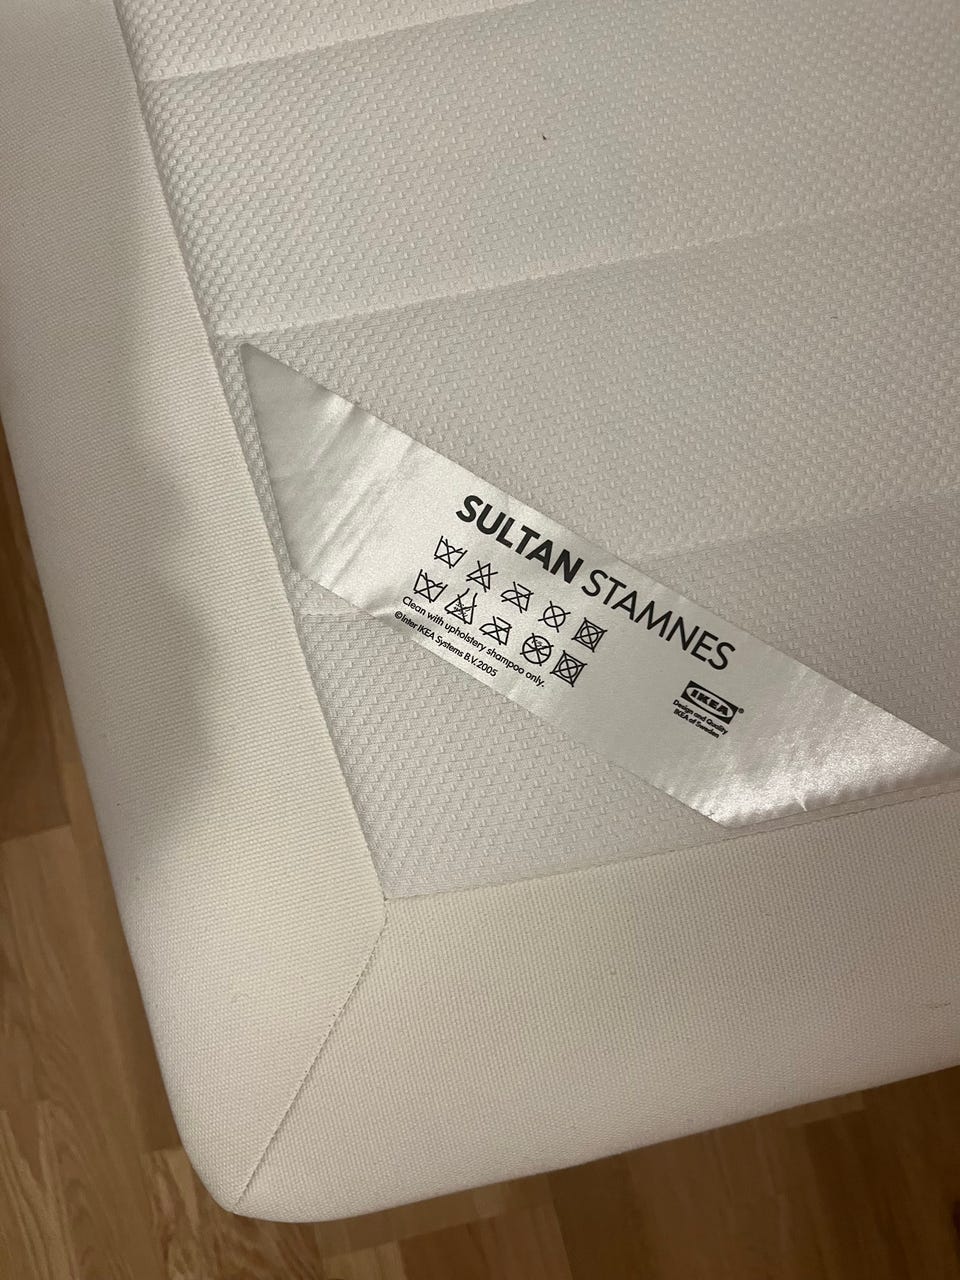 SULTAN STAMNES
Clean with upholstery shampoo only.
©Inter IKEA Systems B.V. 2005
IKEA®
Design and Quality
IKEA of Sweden